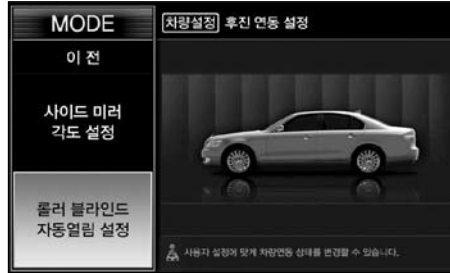 MODE
이 전
사이드 미러
각도 설정
롤러 블라인드
자동열림 설정
차량설정 후진 연동 설정
사용자 설정에 맞게 차량연동 상태를 변경할 수 있습니다.